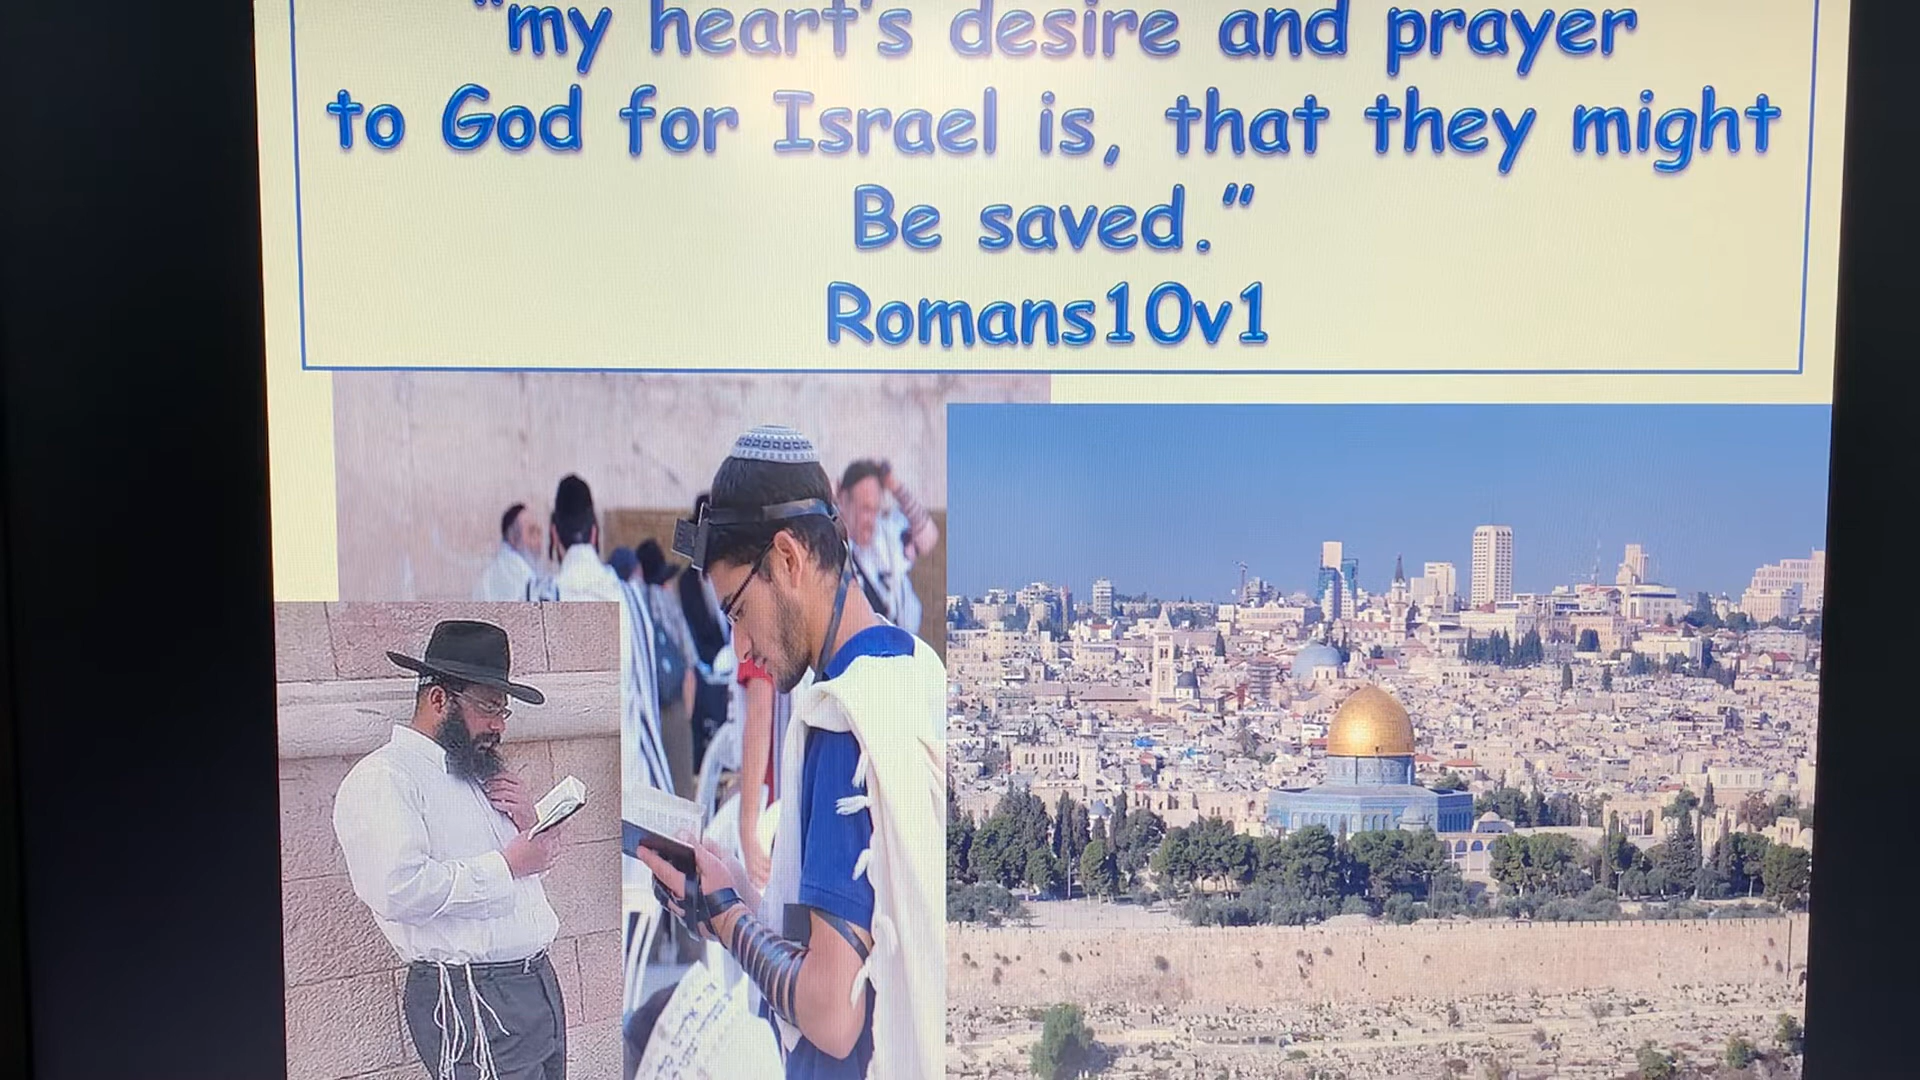 "my heart's desire and prayer
to God for Israel is, that they might
Be saved."
Romans10v1